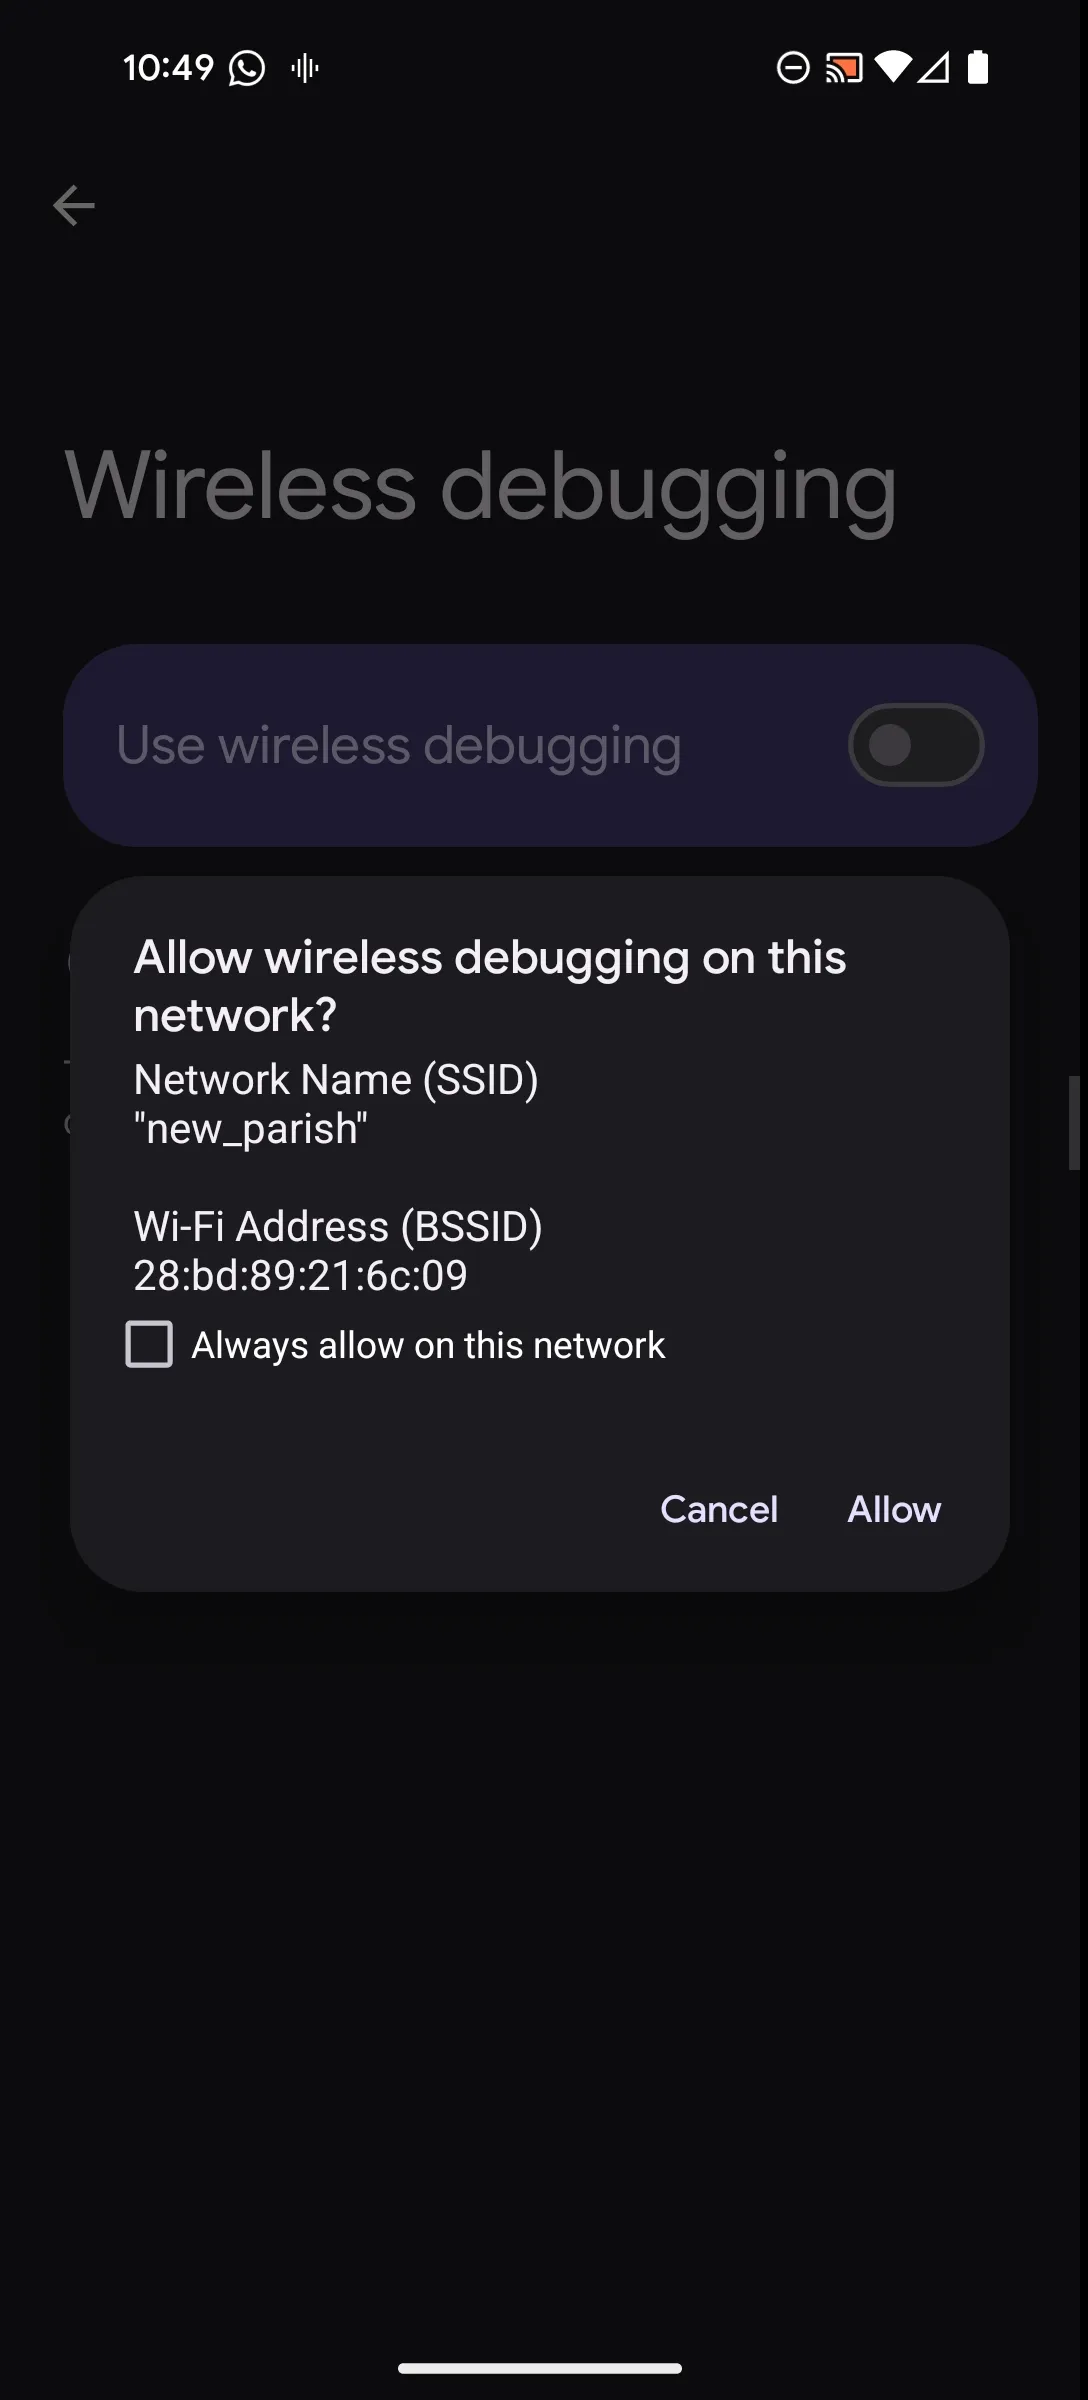 10:49
Wireless debugging
Use wireless debugging
Allow wireless debugging on this
network?
Network Name (SSID)
"new_parish"
Wi-Fi Address (BSSID)
28:bd:89:21:6c:09
Always allow on this network
Cancel
Allow